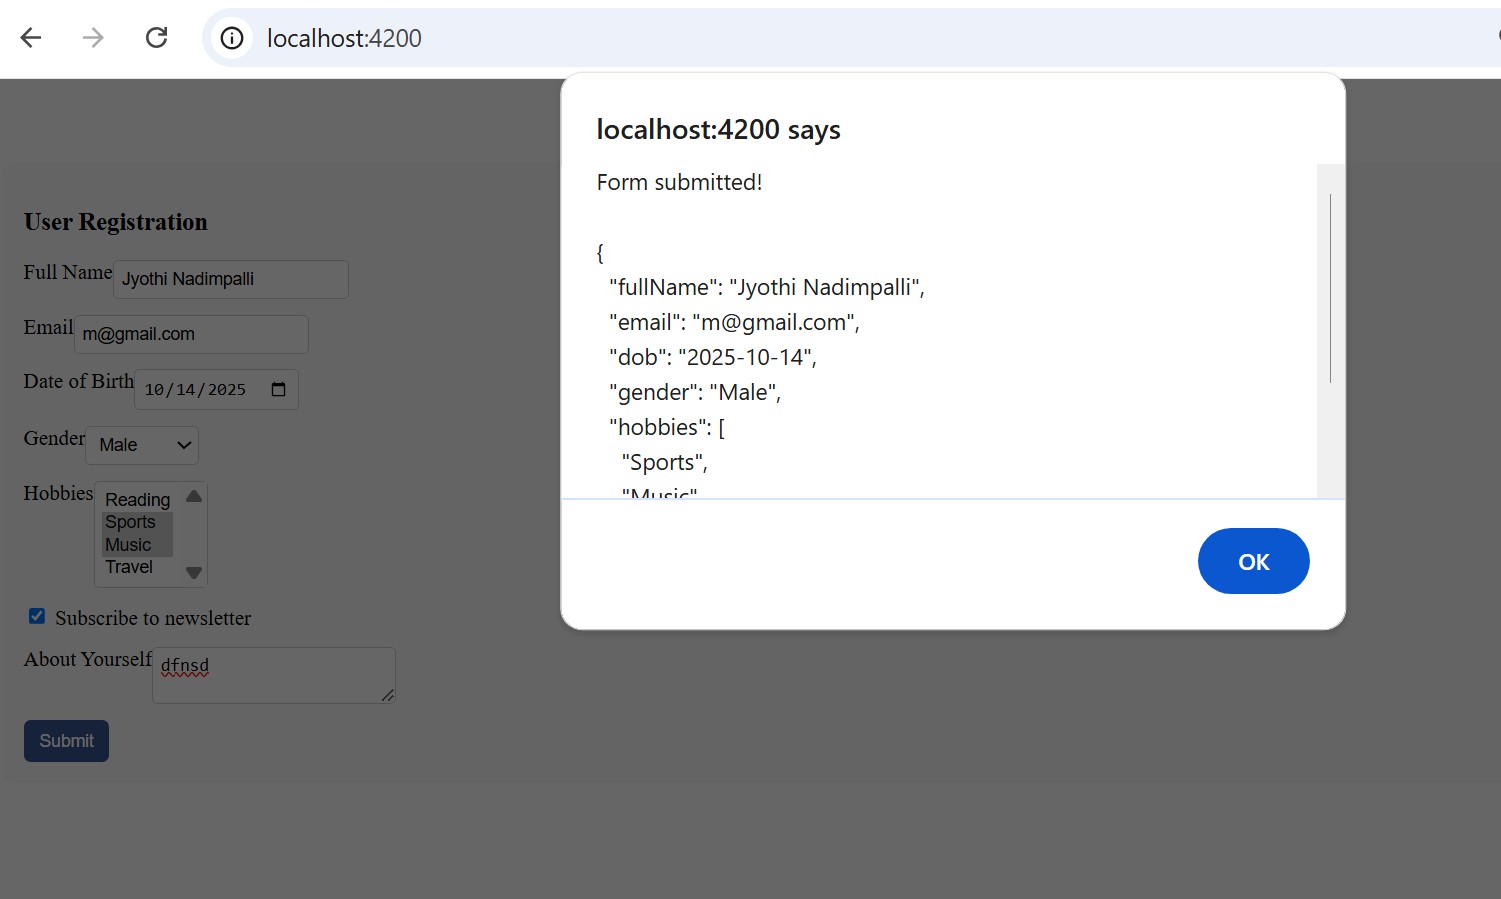 localhost:4200
localhost:4200 says
Form submitted!
{
"fullName": "Jyothi Nadimpalli",
"email": "m@gmail.com",
"dob": "2025-10-14",
"gender": "Male",
"hobbies": [
"Sports",
"Music"
OK
User Registration
Full Name Jyothi Nadimpalli
Email m@gmail.com
Date of Birth 10/14/2025
Gender Male
Hobbies Reading
Sports
Music
Travel
Subscribe to newsletter
About Yourself dfnsd
Submit